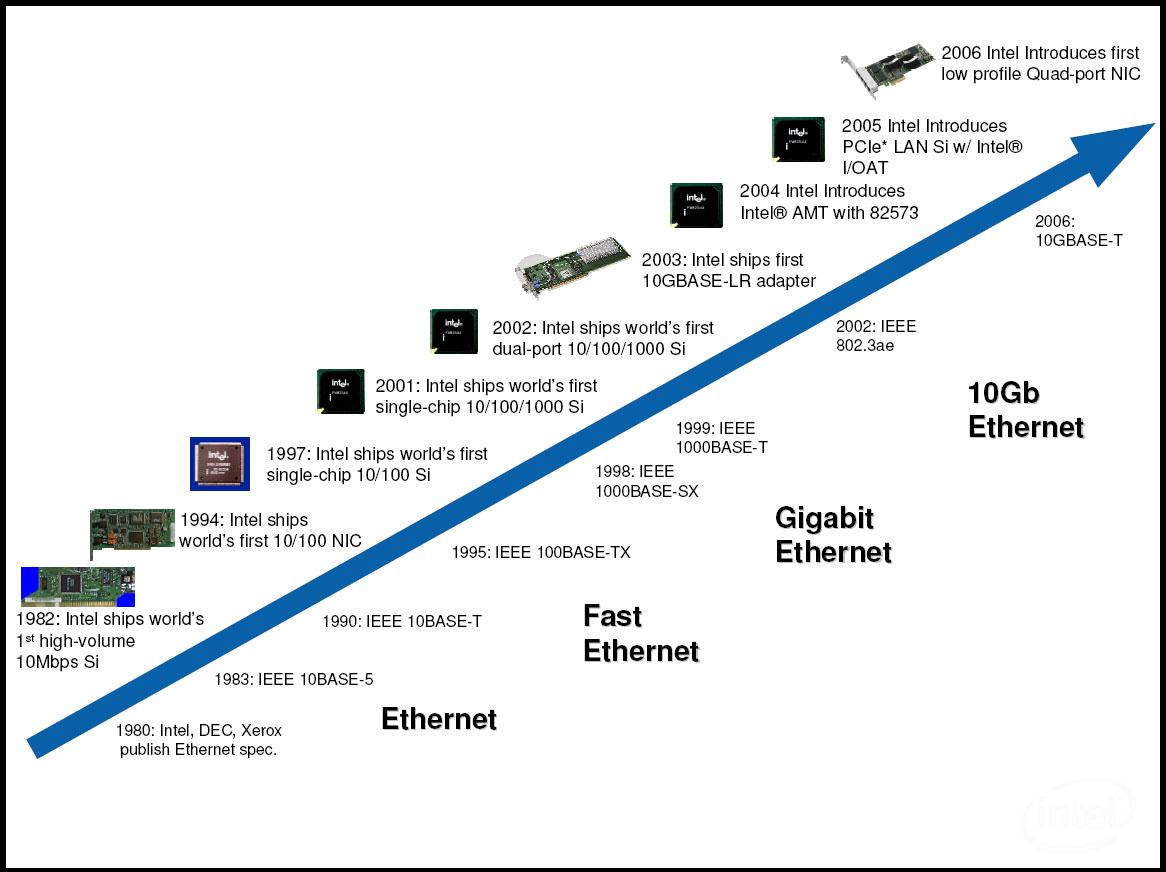 2006 Intel Introduces first
low profile Quad-port NIC
2005 Intel Introduces
PCIe* LAN Si w/ Intel®
I/OAT
2004 Intel Introduces
Intel® AMT with 82573
2003: Intel ships first
10GBASE-LR adapter
2002: Intel ships world's first
dual-port 10/100/1000 Si
2001: Intel ships world's first
single-chip 10/100/1000 Si
1997: Intel ships world's first
single-chip 10/100 Si
1994: Intel ships
world's first 10/100 NIC
1982: Intel ships world's
1st high-volume
10Mbps Si
2006:
10GBASE-T
2002: IEEE
802.3ae
10Gb
Ethernet
1999: IEEE
1000BASE-T
1998: IEEE
1000BASE-SX
Gigabit
Ethernet
1995: IEEE 100BASE-TX
Fast
Ethernet
1990: IEEE 10BASE-T
1983: IEEE 10BASE-5
Ethernet
1980: Intel, DEC, Xerox
publish Ethernet spec.
intel
intel
intel
intel
intel
intel